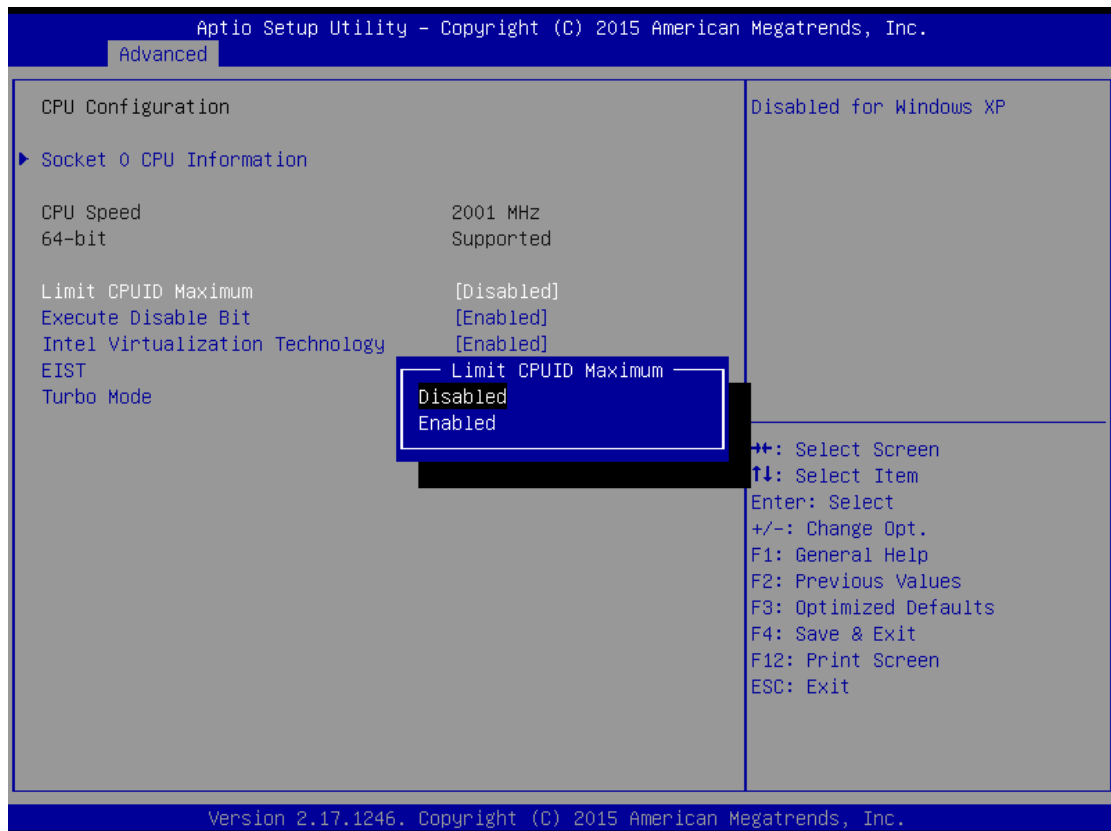 Aptio Setup Utility – Copyright (C) 2015 American Megatrends, Inc.
Advanced
CPU Configuration
Socket 0 CPU Information
CPU Speed 2001 MHz
64-bit Supported
Limit CPUID Maximum [Disabled]
Execute Disable Bit [Enabled]
Intel Virtualization Technology [Enabled]
EIST
Turbo Mode
Limit CPUID Maximum
Disabled
Enabled
Disabled for Windows XP
→←: Select Screen
↑↓: Select Item
Enter: Select
+/-: Change Opt.
F1: General Help
F2: Previous Values
F3: Optimized Defaults
F4: Save & Exit
F12: Print Screen
ESC: Exit
Version 2.17.1246. Copyright (C) 2015 American Megatrends, Inc.